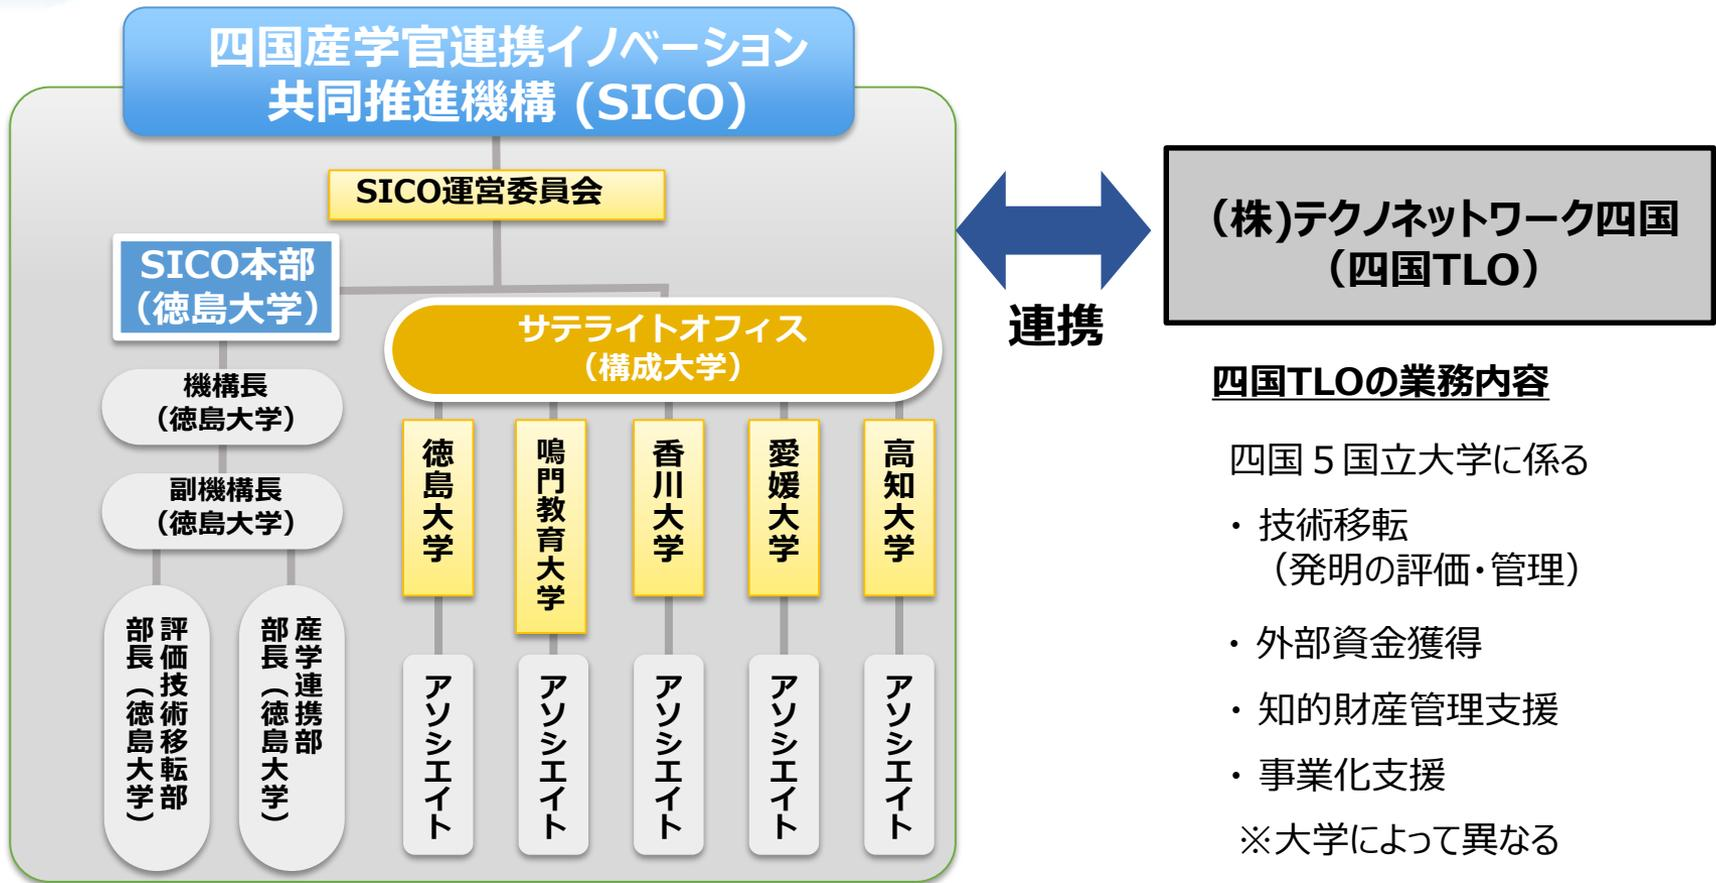 四国産学官連携イノベーション
共同推進機構 (SICO)
SICO運営委員会
SICO本部
（徳島大学）
機構長
（徳島大学）
副機構長
（徳島大学）
評価技術移転部
部長（徳島大学）
産学連携部
部長（徳島大学）
サテライトオフィス
（構成大学）
徳島大学
鳴門教育大学
香川大学
愛媛大学
高知大学
アソシエイト
アソシエイト
アソシエイト
アソシエイト
アソシエイト
連携
（株)テクノネットワーク四国
（四国TLO）
四国TLOの業務内容
四国５国立大学に係る
・技術移転
（発明の評価・管理）
・外部資金獲得
・知的財産管理支援
・事業化支援
※大学によって異なる